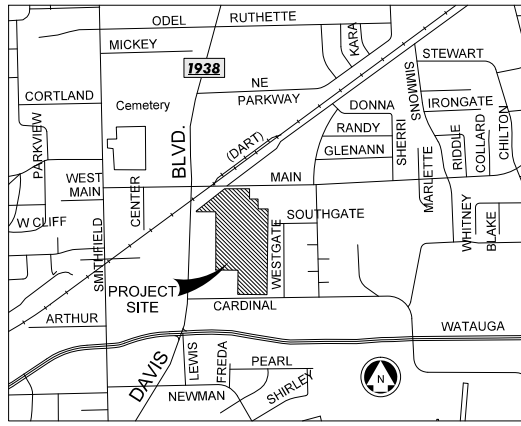 ODEL
RUTHETTE
MICKEY
KARA
STEWART
1938
NE
PARKWAY
CORTLAND
Cemetery
DONNA
SIMMONS
IRONGATE
PARKVIEW
BLVD.
(DART)
RANDY
SHERRI
GLENANN
RIDDLE
COLLARD
CHILTON
WEST
MAIN
MAIN
CENTER
MARLETTE
W CLIFF
SMITHFIELD
SOUTHGATE
WESTGATE
WHITNEY
BLAKE
PROJECT
SITE
CARDINAL
ARTHUR
WATAUGA
DAVIS
LEWIS
FREDA
PEARL
NEWMAN
SHIRLEY
N